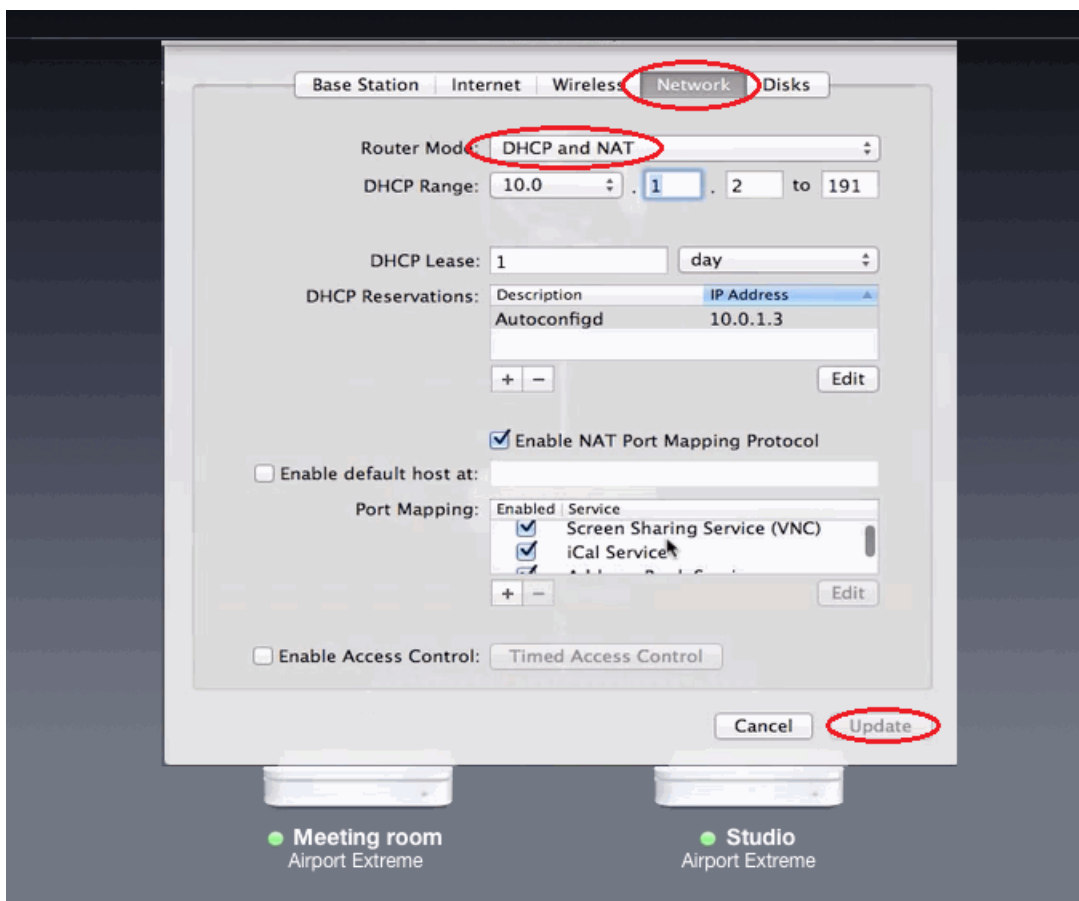 Base Station Internet Wireless Network Disks
Router Mode: DHCP and NAT
DHCP Range: 10.0 . 1 . 2 to 191
DHCP Lease: 1 day
DHCP Reservations: Description IP Address
Autoconfigd 10.0.1.3
+ − Edit
Enable NAT Port Mapping Protocol
Enable default host at:
Port Mapping: Enabled Service
Screen Sharing Service (VNC)
iCal Service
+ − Edit
Enable Access Control: Timed Access Control
Cancel Update
Meeting room Studio
Airport Extreme Airport Extreme